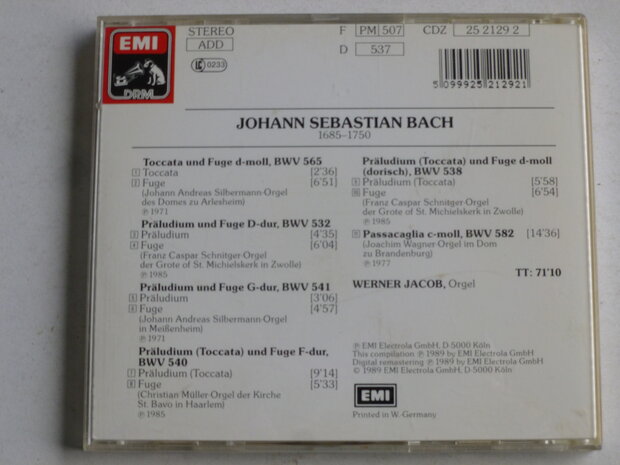 EMI
DRM
STEREO
ADD
0233
F PM 507 CDZ 25 2129 2
D 537
5 099925 212921
JOHANN SEBASTIAN BACH
1685–1750
Toccata und Fuge d-moll, BWV 565
1 Toccata [2'36]
2 Fuge [6'51]
(Johann Andreas Silbermann-Orgel
des Domes zu Arlesheim)
℗ 1971
Präludium und Fuge D-dur, BWV 532
3 Präludium [4'35]
4 Fuge [6'04]
(Franz Caspar Schnitger-Orgel
der Grote of St. Michielskerk in Zwolle)
℗ 1985
Präludium und Fuge G-dur, BWV 541
5 Präludium [3'06]
6 Fuge [4'57]
(Johann Andreas Silbermann-Orgel
in Meißenheim)
℗ 1971
Präludium (Toccata) und Fuge F-dur,
BWV 540
7 Präludium (Toccata) [9'14]
8 Fuge [5'33]
(Christian Müller-Orgel der Kirche
St. Bavo in Haarlem)
℗ 1985
Präludium (Toccata) und Fuge d-moll
(dorisch), BWV 538
9 Präludium (Toccata) [5'58]
10 Fuge [6'54]
(Franz Caspar Schnitger-Orgel
der Grote of St. Michielskerk in Zwolle)
℗ 1985
11 Passacaglia c-moll, BWV 582 [14'36]
(Joachim Wagner-Orgel im Dom
zu Brandenburg)
℗ 1977
TT: 71'10
WERNER JACOB, Orgel
℗ EMI Electrola GmbH, D-5000 Köln
This compilation ℗ 1989 by EMI Electrola GmbH
Digital remastering ℗ 1989 by EMI Electrola GmbH
© 1989 EMI Electrola GmbH, D-5000 Köln
EMI
Printed in W.-Germany